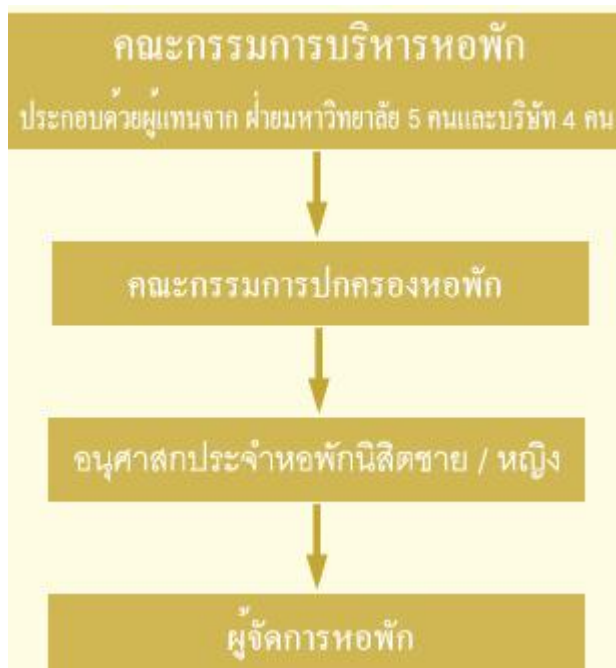 คณะกรรมการบริหารหอพัก
ประกอบด้วยผู้แทนจาก ฝ่ายมหาวิทยาลัย 5 คนและบริษัท 4 คน
คณะกรรมการปกครองหอพัก
อนุศาสกประจำหอพักนิสิตชาย / หญิง
ผู้จัดการหอพัก